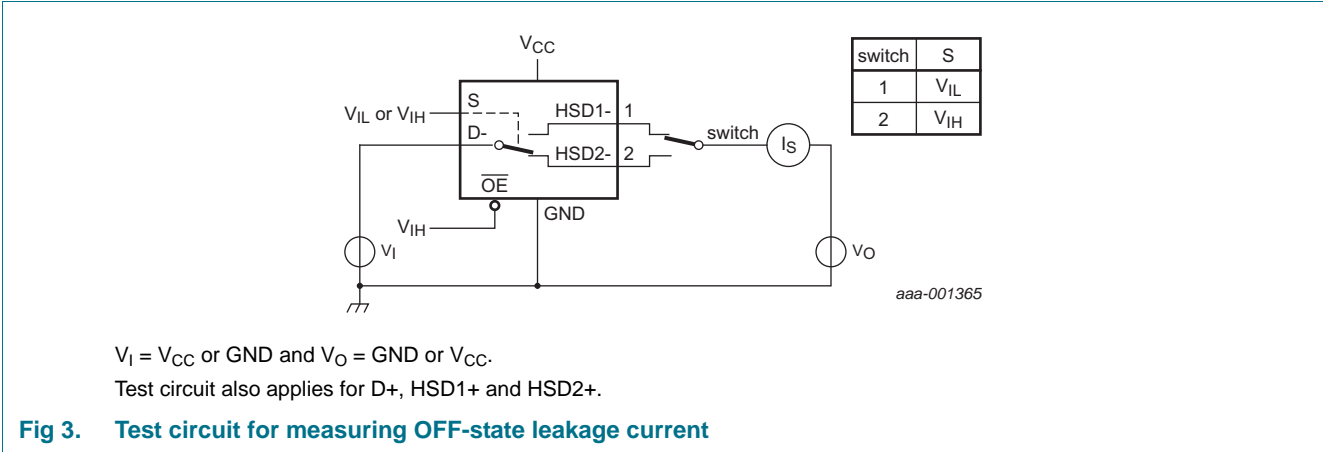 VCC
switch S
1 VIL
2 VIH
VIL or VIH
S
HSD1- 1
D-
switch
IS
HSD2- 2
OE
GND
VIH
VI
VO
aaa-001365
VI = VCC or GND and VO = GND or VCC.
Test circuit also applies for D+, HSD1+ and HSD2+.
Fig 3. Test circuit for measuring OFF-state leakage current